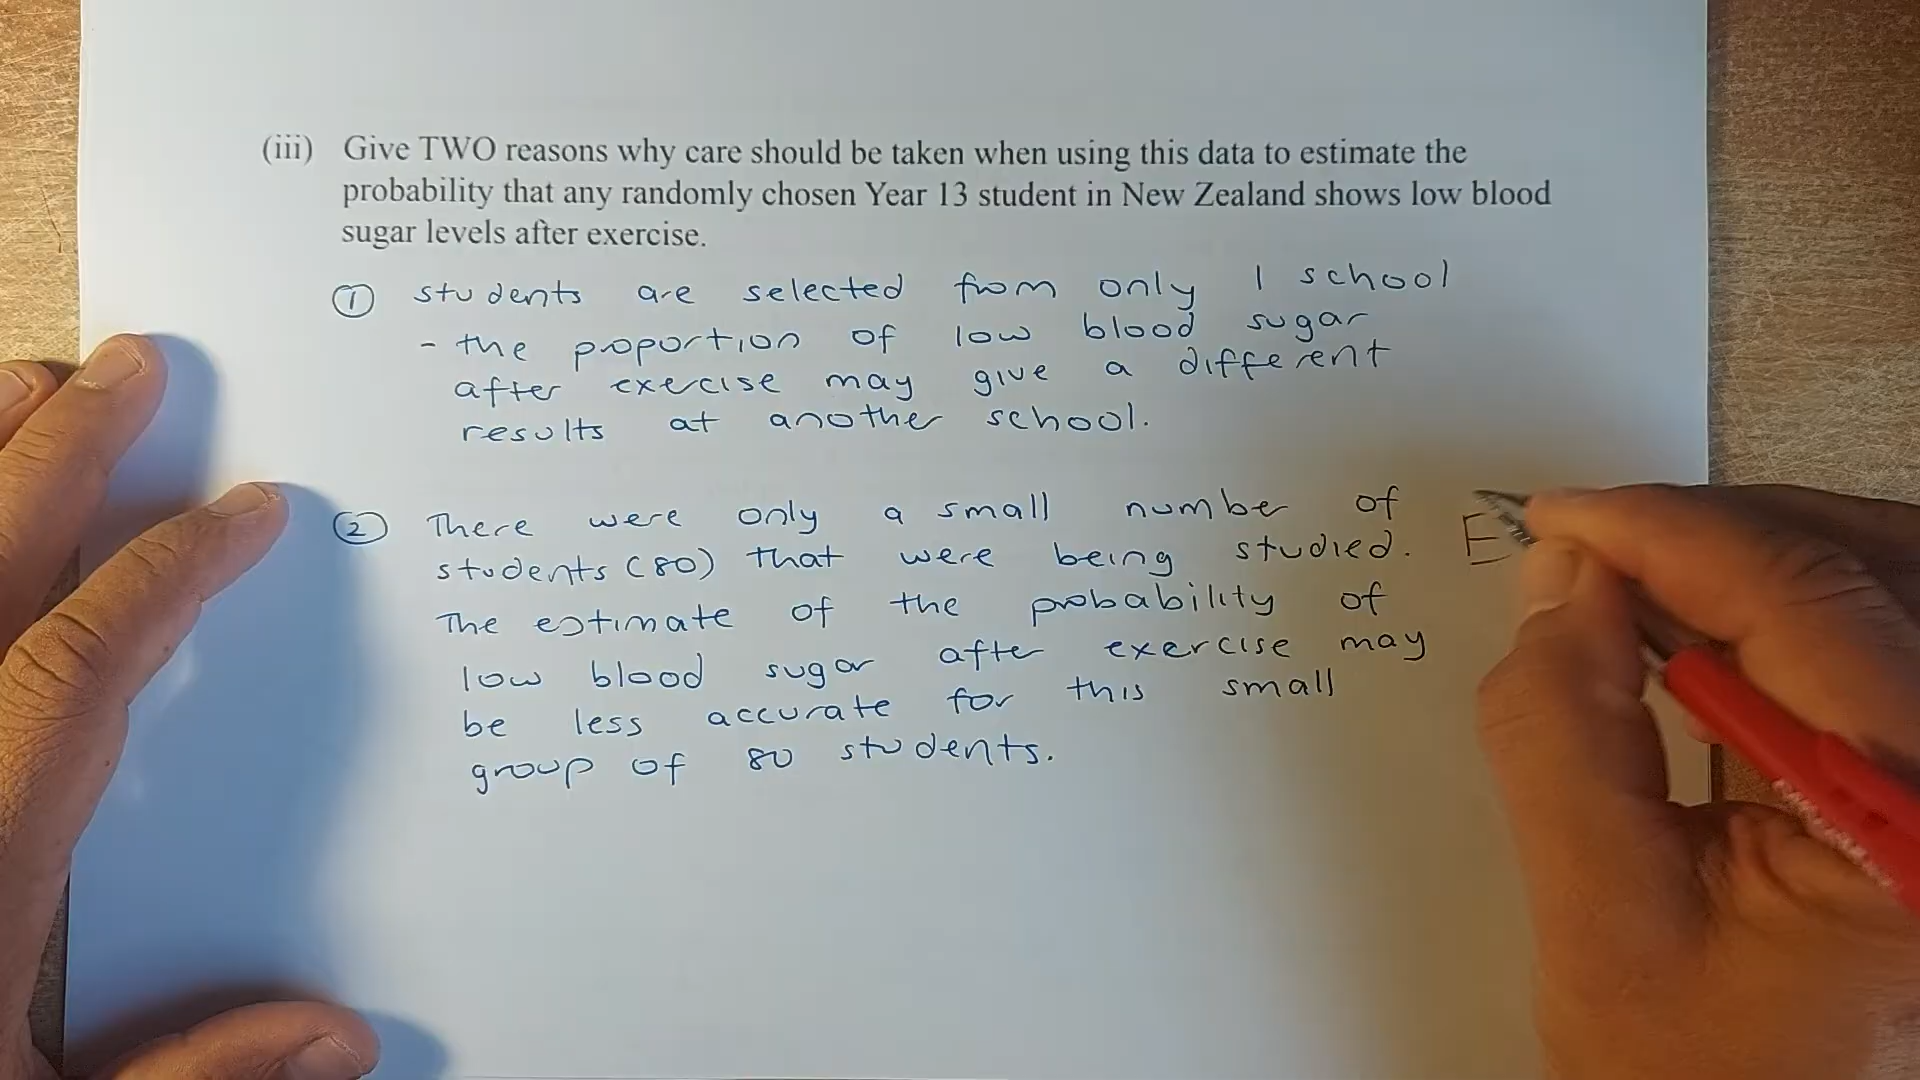 (iii) Give TWO reasons why care should be taken when using this data to estimate the
probability that any randomly chosen Year 13 student in New Zealand shows low blood
sugar levels after exercise.
① students are selected from only 1 school
- the proportion of low blood sugar
after exercise may give a different
results at another school.
② There were only a small number of
students (80) that were being studied. E
The estimate of the probability of
low blood sugar after exercise may
be less accurate for this small
group of 80 students.